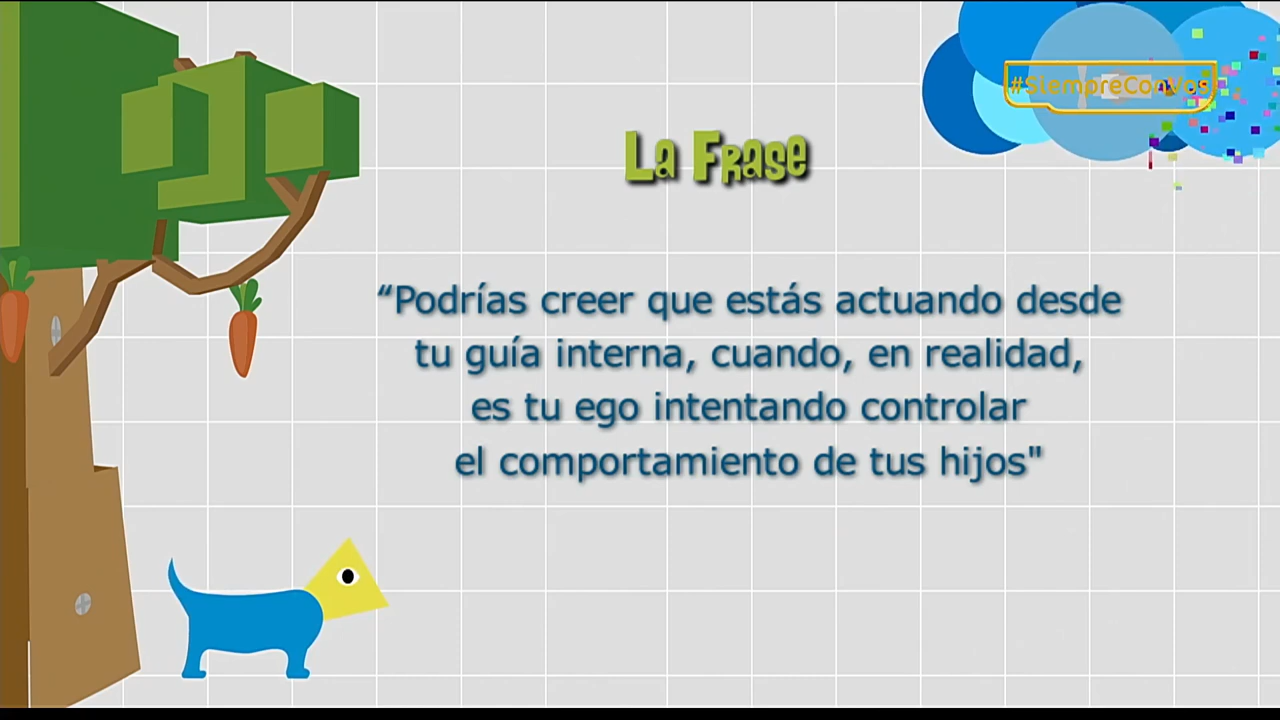 #SiempreConVos
La Frase
“Podrías creer que estás actuando desde
tu guía interna, cuando, en realidad,
es tu ego intentando controlar
el comportamiento de tus hijos"